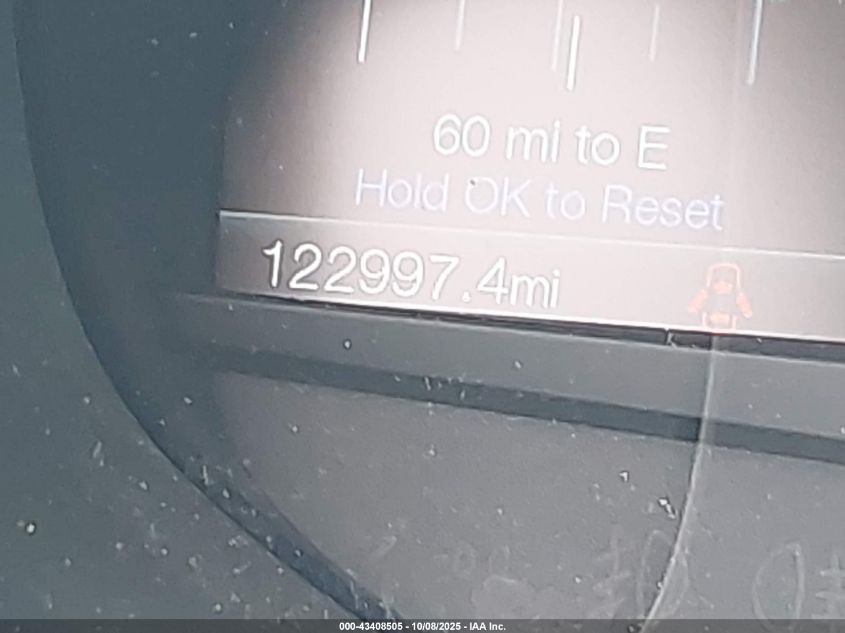 60 mi to E
Hold OK to Reset
122997.4mi
000-43408505 - 10/08/2025 - IAA Inc.